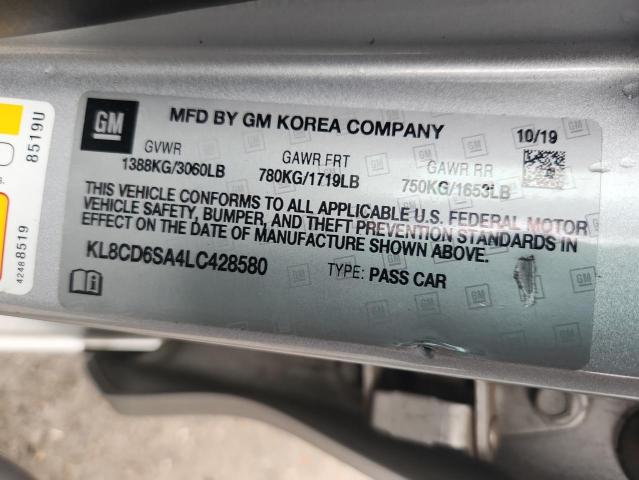 GM
MFD BY GM KOREA COMPANY
10/19
GVWR
1388KG/3060LB
GAWR FRT
780KG/1719LB
GAWR RR
750KG/1653LB
THIS VEHICLE CONFORMS TO ALL APPLICABLE U.S. FEDERAL MOTOR
VEHICLE SAFETY, BUMPER, AND THEFT PREVENTION STANDARDS IN
EFFECT ON THE DATE OF MANUFACTURE SHOWN ABOVE.
KL8CD6SA4LC428580
TYPE: PASS CAR
8519U
4248 8519